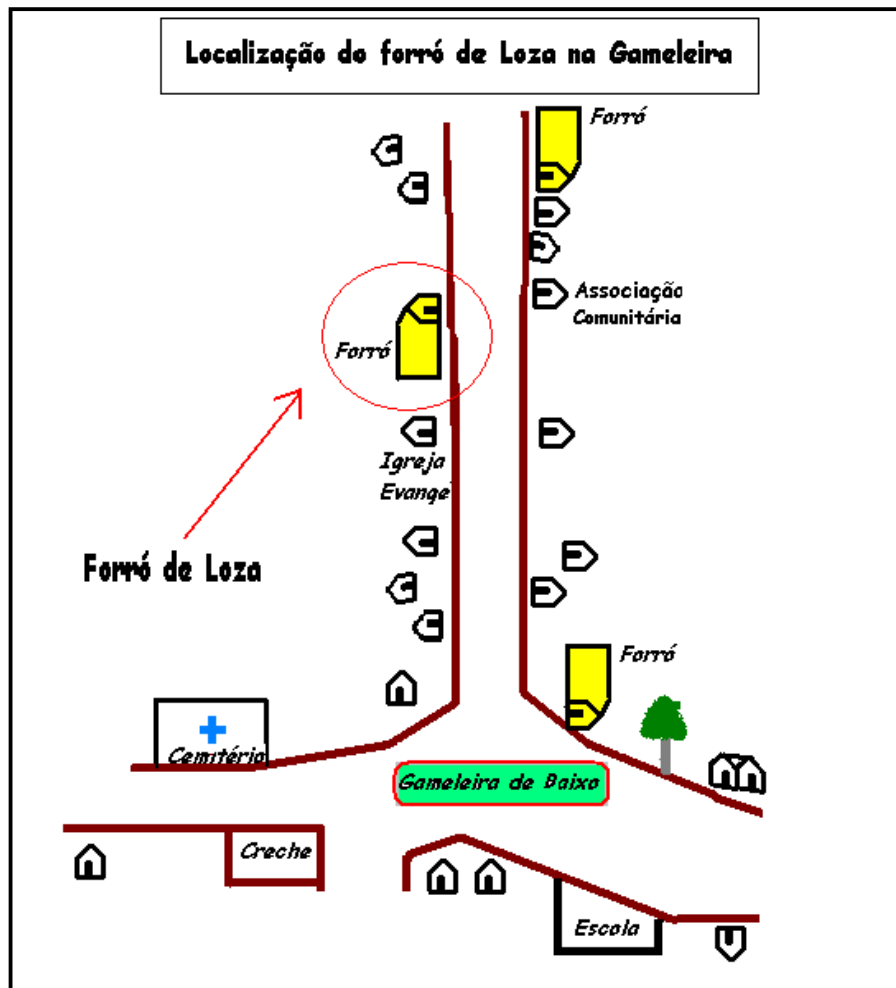 Localização do forró de Loza na Gameleira
Forró
Associação
Comunitária
Forró
Igreja
Evangé
Forró de Loza
Forró
Cemitério
Gameleira de Baixo
Creche
Escola